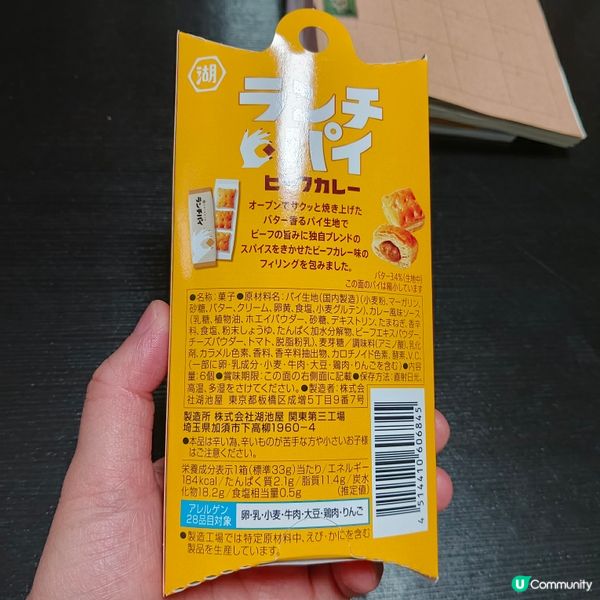 湖
ランチ
パイ
ビーフカレー
オーブンでサクッと焼き上げた
バター香るパイ生地で
ビーフの旨みに独自ブレンドの
スパイスをきかせたビーフカレー味の
フィリングを包みました。
ランチパイ
バター3.4%(生地中)
この面のパイは縮小しています
●名称:菓子●原材料名:パイ生地(国内製造)(小麦粉、マーガリン、
砂糖、バター、クリーム、卵黄、食塩、小麦グルテン)、カレー風味ソース
(乳糖、植物油、ホエイパウダー、砂糖、デキストリン、たまねぎ、香辛
料、食塩、粉末しょうゆ、たんぱく加水分解物、ビーフエキスパウダー、
チーズパウダー、トマト、脱脂粉乳)、麦芽糖/調味料(アミノ酸)、乳化
剤、カラメル色素、香料、香辛料抽出物、カロチノイド色素、酵素、V.C、
(一部に卵・乳成分・小麦・牛肉・大豆・鶏肉・りんごを含む)●内容
量:6個●賞味期限:この面の右側面に記載●保存方法:直射日光、
高温、多湿をさけてください。●製造者:株式会
社湖池屋 東京都板橋区成増5丁目9番7号
製造所 株式会社湖池屋 関東第三工場
埼玉県加須市下高柳1960-4
●本品は辛い為、辛いものが苦手な方や小さいお子様
はご注意ください。
栄養成分表示1箱(標準33g)当たり/エネルギー
184kcal/たんぱく質2.1g/脂質11.4g/炭水
化物18.2g/食塩相当量0.5g (推定値)
アレルゲン
28品目対象
卵・乳・小麦・牛肉・大豆・鶏肉・りんご
●製造工場では特定原材料中、えび・かにを含む
製品を生産しています。
4 514410 606845
U Community